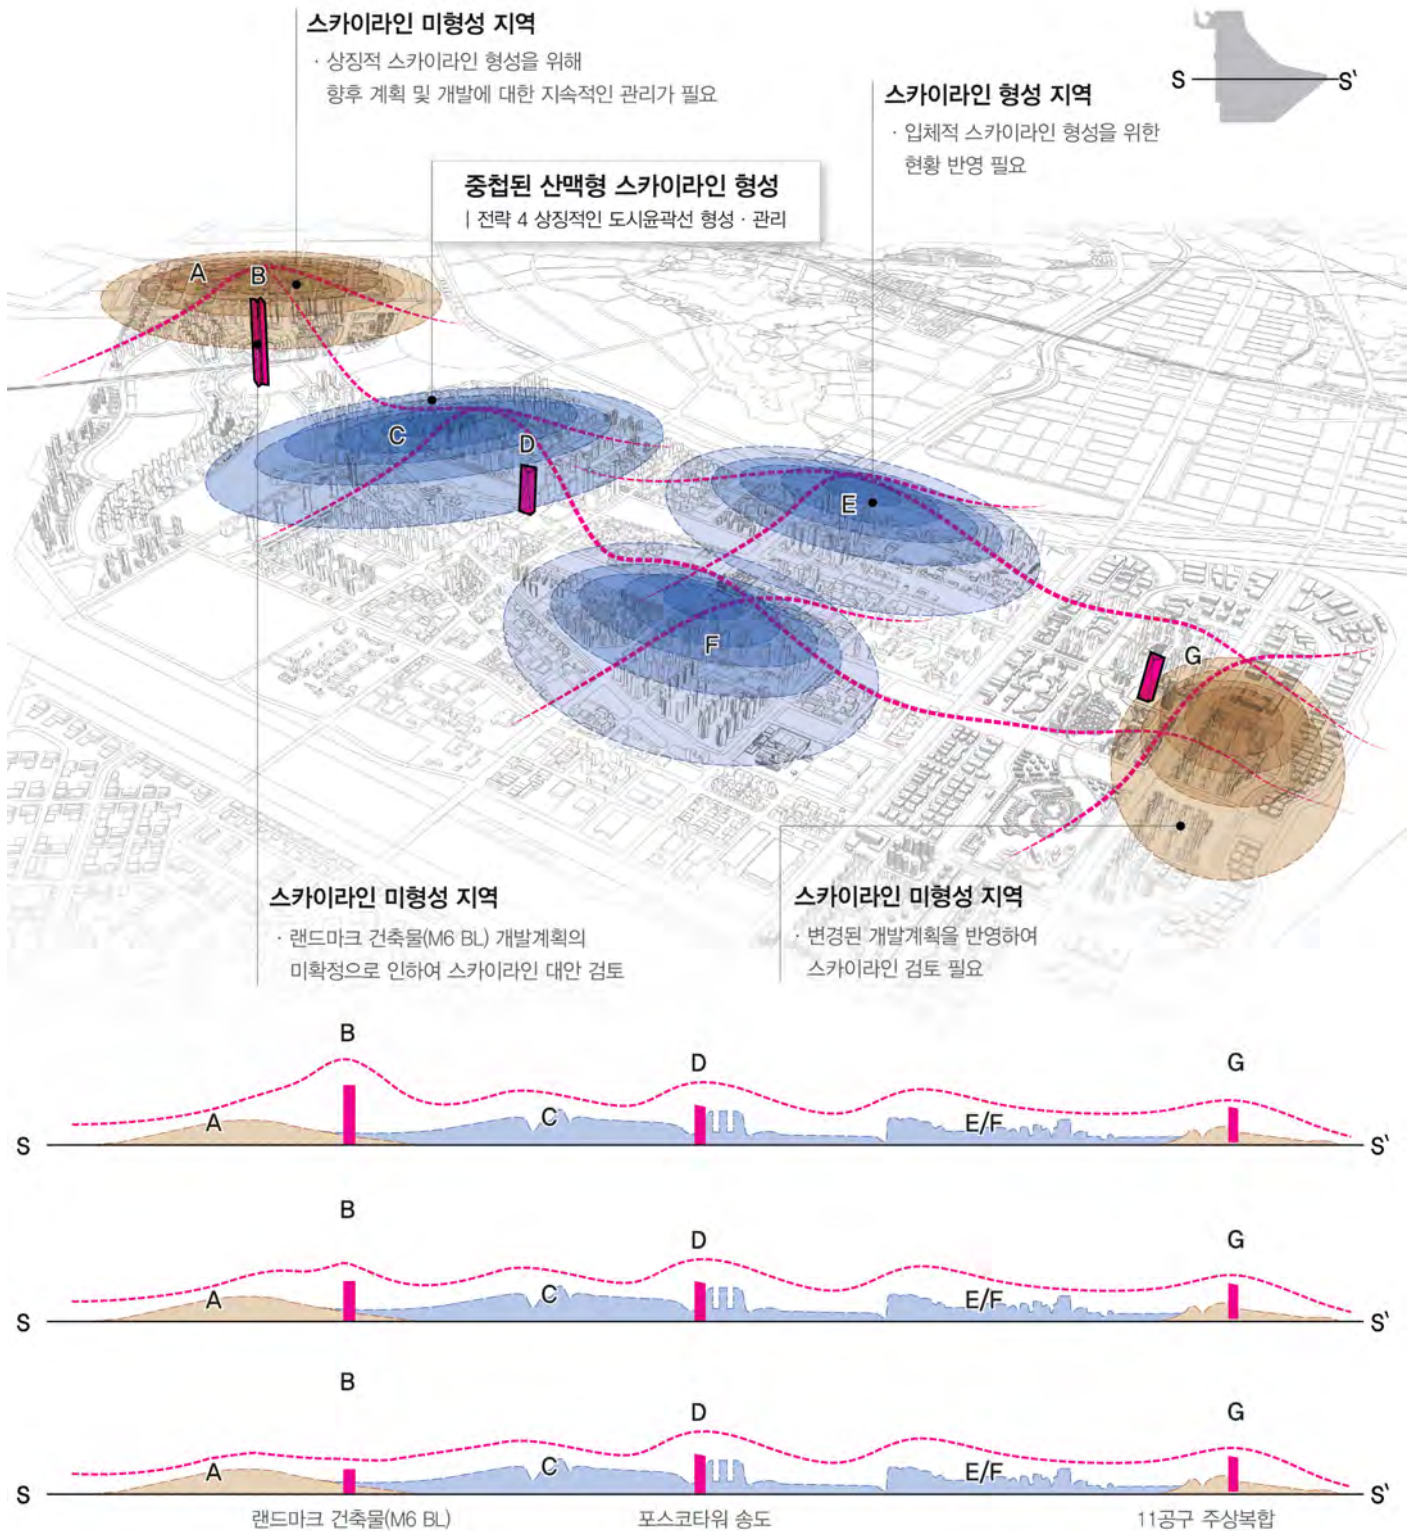 스카이라인 미형성 지역
· 상징적 스카이라인 형성을 위해
향후 계획 및 개발에 대한 지속적인 관리가 필요
S S'
스카이라인 형성 지역
· 입체적 스카이라인 형성을 위한
현황 반영 필요
중첩된 산맥형 스카이라인 형성
| 전략 4 상징적인 도시윤곽선 형성 · 관리
A
B
C
D
E
F
G
스카이라인 미형성 지역
· 랜드마크 건축물(M6 BL) 개발계획의
미확정으로 인하여 스카이라인 대안 검토
스카이라인 미형성 지역
· 변경된 개발계획을 반영하여
스카이라인 검토 필요
B D G
A C E/F
S S'
B D G
A C E/F
S S'
B D G
A C E/F
S S'
랜드마크 건축물(M6 BL) 포스코타워 송도 11공구 주상복합